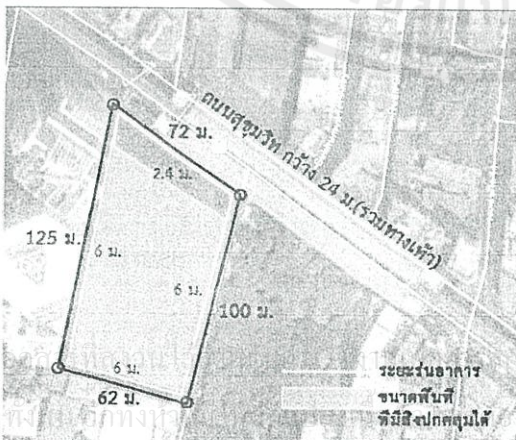 ถนนสุขุมวิท กว้าง 24 ม.(รวมทางเท้า)
72 ม.
2.4 ม.
125 ม.
6 ม.
6 ม.
100 ม.
6 ม.
62 ม.
ระยะร่นอาคาร
ขนาดพื้นที่
ที่มีสิ่งปกคลุมได้